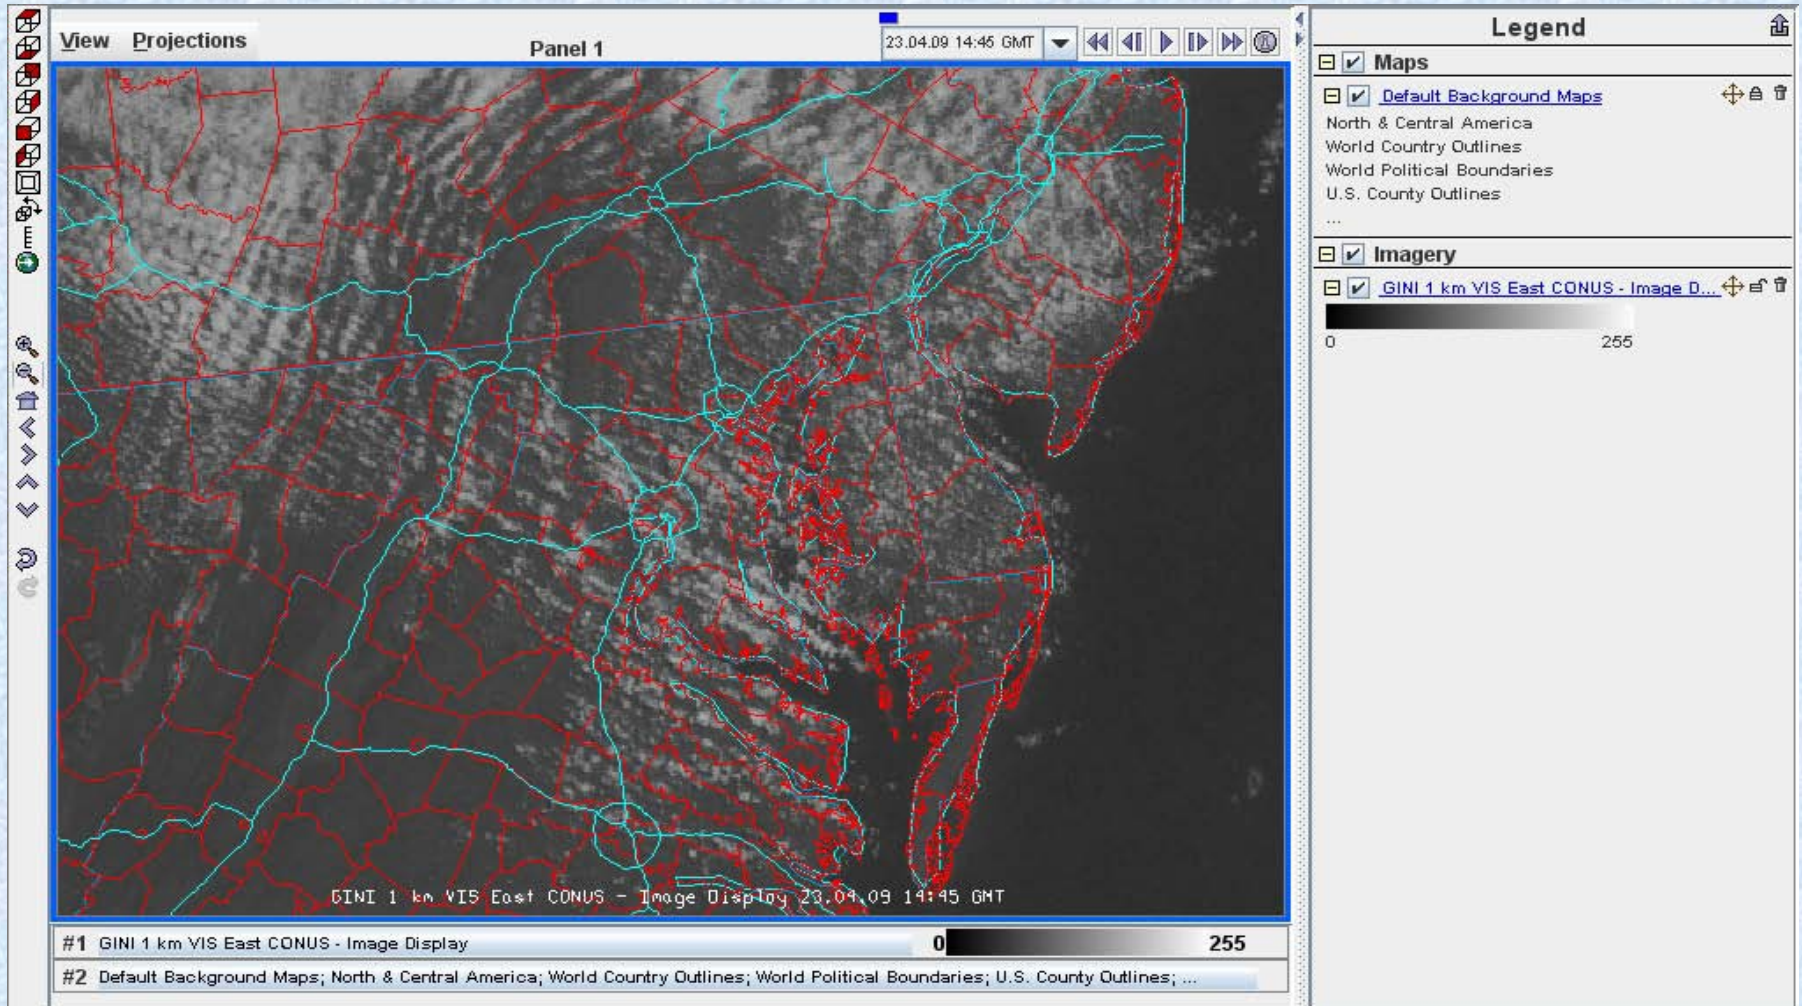 View Projections
Panel 1
23.04.09 14:45 GMT
GINI 1 km VIS East CONUS - Image Display 23.04.09 14:45 GMT
#1 GINI 1 km VIS East CONUS - Image Display 0 255
#2 Default Background Maps; North & Central America; World Country Outlines; World Political Boundaries; U.S. County Outlines; ...
Legend
Maps
Default Background Maps
North & Central America
World Country Outlines
World Political Boundaries
U.S. County Outlines
...
Imagery
GINI 1 km VIS East CONUS - Image D...
0 255